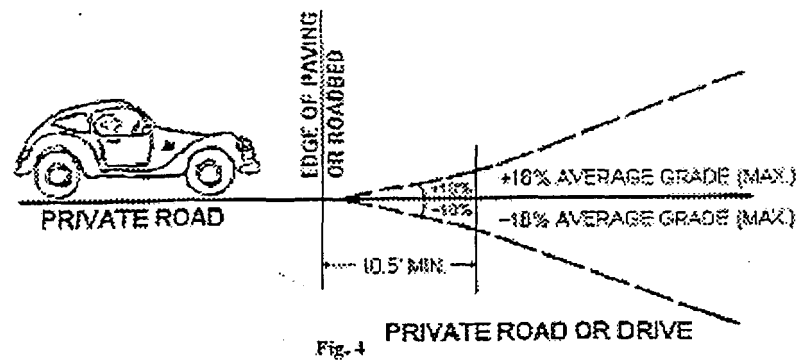 EDGE OF PAVING
OR ROADBED
+18% AVERAGE GRADE (MAX.)
PRIVATE ROAD
-18% AVERAGE GRADE (MAX.)
10.5' MIN.
PRIVATE ROAD OR DRIVE
Fig. 4